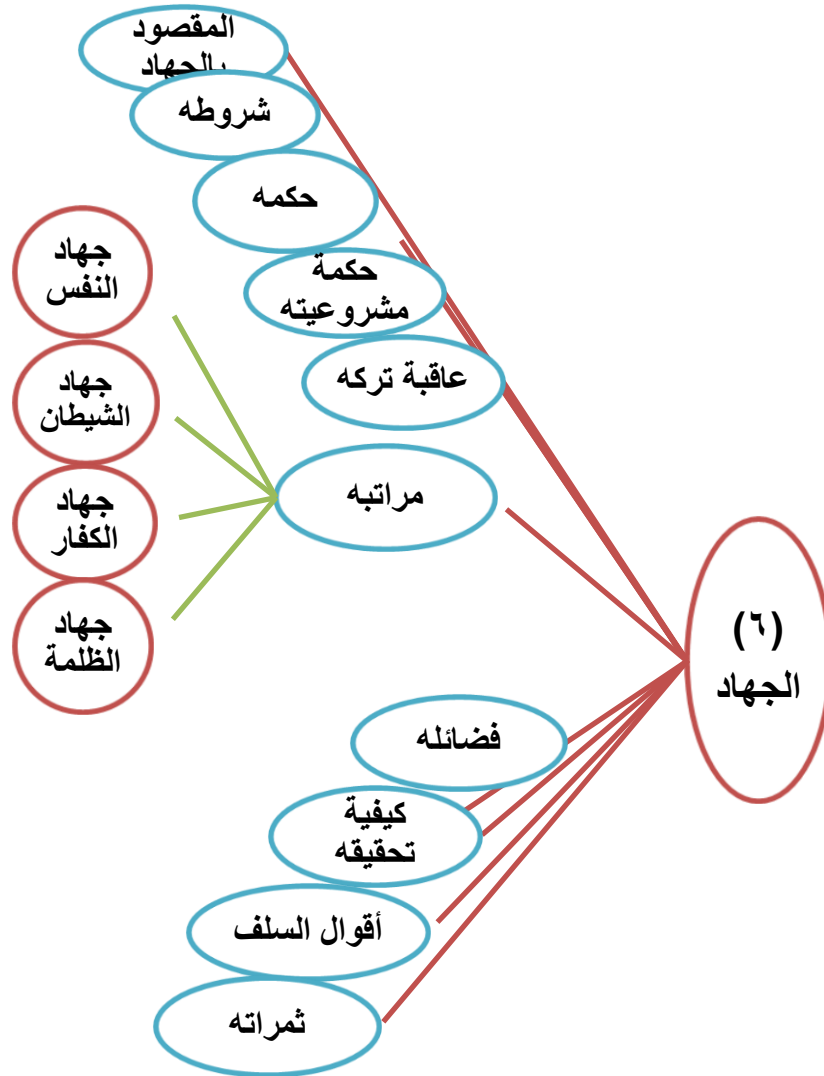 (٦)
الجهاد
المقصود
بالجهاد
شروطه
حكمه
حكمة
مشروعيته
عاقبة تركه
مراتبه
جهاد
النفس
جهاد
الشيطان
جهاد
الكفار
جهاد
الظلمة
فضائله
كيفية
تحقيقه
أقوال السلف
ثمراته